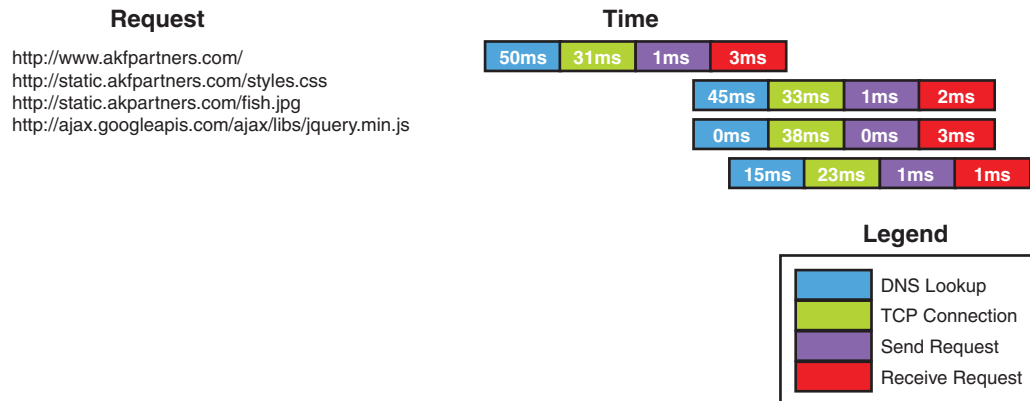 Request
Time
http://www.akfpartners.com/
http://static.akfpartners.com/styles.css
http://static.akpartners.com/fish.jpg
http://ajax.googleapis.com/ajax/libs/jquery.min.js
50ms 31ms 1ms 3ms
45ms 33ms 1ms 2ms
0ms 38ms 0ms 3ms
15ms 23ms 1ms 1ms
Legend
DNS Lookup
TCP Connection
Send Request
Receive Request